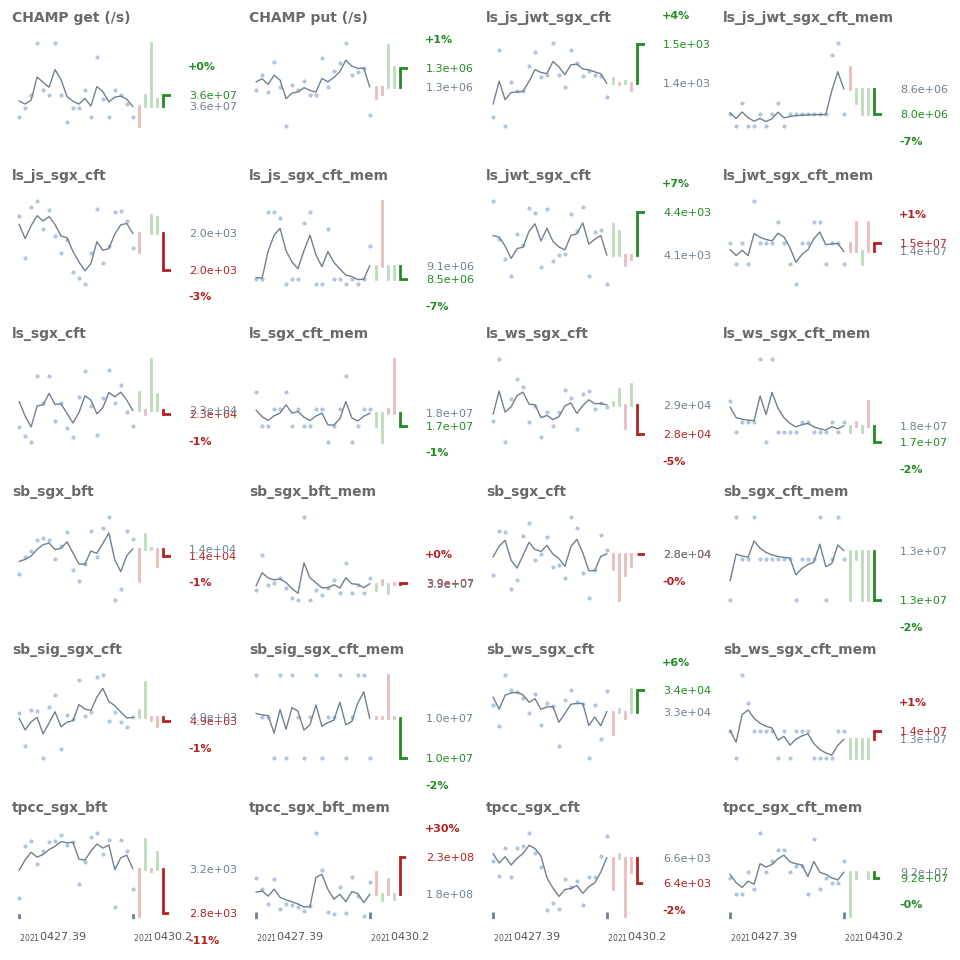 CHAMP get (/s)
+0%
3.6e+07
3.6e+07
CHAMP put (/s)
+1%
1.3e+06
1.3e+06
ls_js_jwt_sgx_cft
+4%
1.5e+03
1.4e+03
ls_js_jwt_sgx_cft_mem
8.6e+06
8.0e+06
-7%
ls_js_sgx_cft
2.0e+03
2.0e+03
-3%
ls_js_sgx_cft_mem
9.1e+06
8.5e+06
-7%
ls_jwt_sgx_cft
+7%
4.4e+03
4.1e+03
ls_jwt_sgx_cft_mem
+1%
1.5e+07
1.4e+07
ls_sgx_cft
2.3e+04
2.3e+04
-1%
ls_sgx_cft_mem
1.8e+07
1.7e+07
-1%
ls_ws_sgx_cft
2.9e+04
2.8e+04
-5%
ls_ws_sgx_cft_mem
1.8e+07
1.7e+07
-2%
sb_sgx_bft
1.4e+04
1.4e+04
-1%
sb_sgx_bft_mem
+0%
3.9e+07
3.9e+07
sb_sgx_cft
2.8e+04
-0%
sb_sgx_cft_mem
1.3e+07
1.3e+07
-2%
sb_sig_sgx_cft
4.9e+03
4.9e+03
-1%
sb_sig_sgx_cft_mem
1.0e+07
1.0e+07
-2%
sb_ws_sgx_cft
+6%
3.4e+04
3.3e+04
sb_ws_sgx_cft_mem
+1%
1.4e+07
1.3e+07
tpcc_sgx_bft
3.2e+03
2.8e+03
-11%
2021 0427.39
2021 0430.2
tpcc_sgx_bft_mem
+30%
2.3e+08
1.8e+08
2021 0427.39
2021 0430.2
tpcc_sgx_cft
6.6e+03
6.4e+03
-2%
2021 0427.39
2021 0430.2
tpcc_sgx_cft_mem
9.2e+07
9.2e+07
-0%
2021 0427.39
2021 0430.2